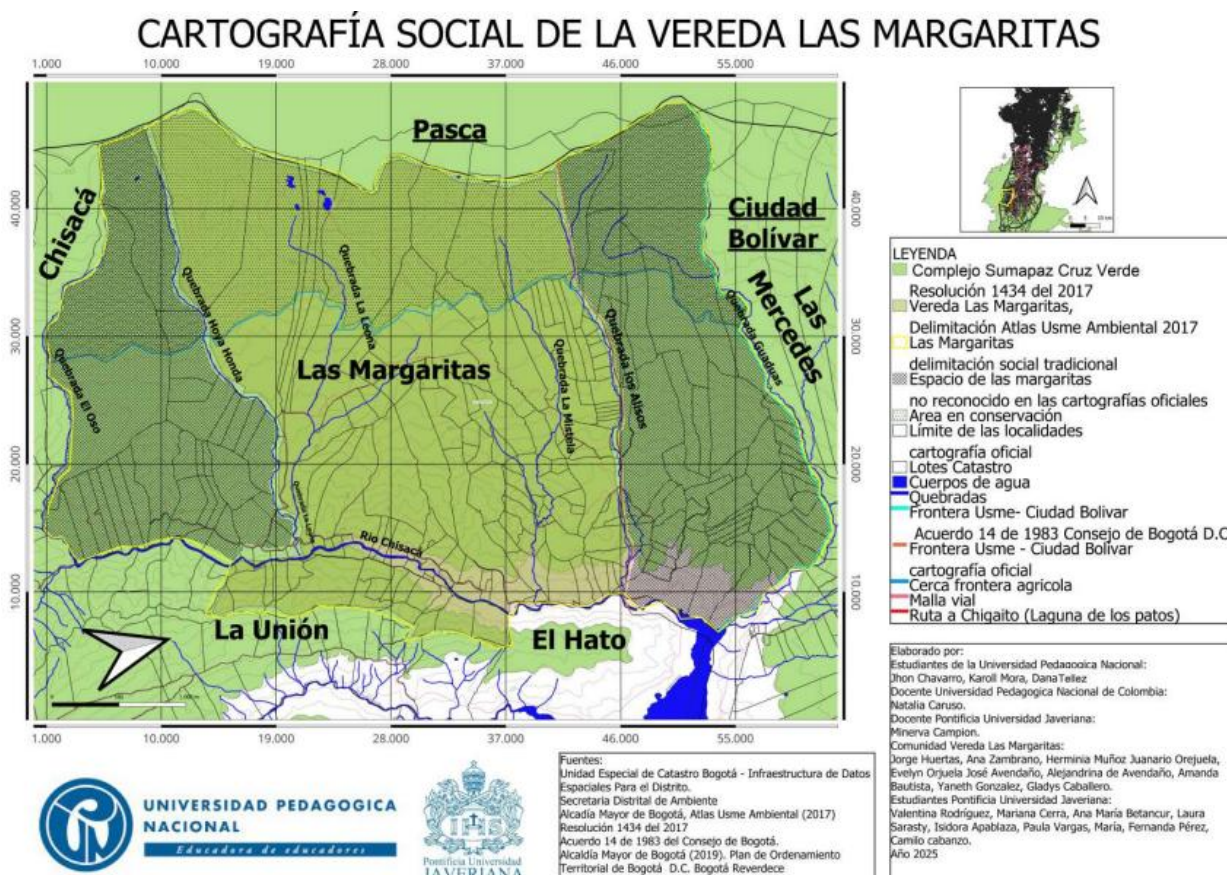 CARTOGRAFÍA SOCIAL DE LA VEREDA LAS MARGARITAS
1.000 10.000 19.000 28.000 37.000 46.000 55.000
Pasca
Chisacá
Ciudad
Bolívar
Las
Mercedes
40.000
40.000
Quebrada La Leona
Quebrada Hoya Honda
Quebrada los Alisos
Quebrada Guaduas
30.000
30.000
Quebrada El Oso
Las Margaritas
Quebrada La Mistela
20.000
20.000
Rio Chisacá
10.000
10.000
La Unión
El Hato
1.000 10.000 19.000 28.000 37.000 46.000 55.000
LEYENDA
Complejo Sumapaz Cruz Verde
Resolución 1434 del 2017
Vereda Las Margaritas,
Delimitación Atlas Usme Ambiental 2017
Las Margaritas
delimitación social tradicional
Espacio de las margaritas
no reconocido en las cartografías oficiales
Area en conservación
Límite de las localidades
cartografía oficial
Lotes Catastro
Cuerpos de agua
Quebradas
Frontera Usme- Ciudad Bolivar
Acuerdo 14 de 1983 Consejo de Bogotá D.C
Frontera Usme - Ciudad Bolívar
cartografía oficial
Cerca frontera agrícola
Malla vial
Ruta a Chigaito (Laguna de los patos)
Elaborado por:
Estudiantes de la Universidad Pedagogica Nacional:
Jhon Chavarro, Karoll Mora, DanaTellez
Docente Universidad Pedagogica Nacional de Colombia:
Natalia Caruso.
Docente Pontificia Universidad Javeriana:
Minerva Campion.
Comunidad Vereda Las Margaritas:
Jorge Huertas, Ana Zambrano, Herminia Muñoz Juanario Orejuela,
Evelyn Orjuela José Avendaño, Alejandrina de Avendaño, Amanda
Bautista, Yaneth Gonzalez, Gladys Caballero.
Estudiantes Pontificia Universidad Javeriana:
Valentina Rodríguez, Mariana Cerra, Ana María Betancur, Laura
Sarasty, Isidora Apablaza, Paula Vargas, María, Fernanda Pérez,
Camilo cabanzo.
Año 2025
UNIVERSIDAD PEDAGOGICA
NACIONAL
Educadora de educadores
Pontificia Universidad
JAVERIANA
Fuentes:
Unidad Especial de Catastro Bogotá - Infraestructura de Datos
Espaciales Para el Distrito.
Secretaria Distrital de Ambiente
Alcadía Mayor de Bogotá, Atlas Usme Ambiental (2017)
Resolución 1434 del 2017
Acuerdo 14 de 1983 del Consejo de Bogotá.
Alcaldía Mayor de Bogotá (2019). Plan de Ordenamiento
Territorial de Bogotá D.C. Bogotá Reverdece